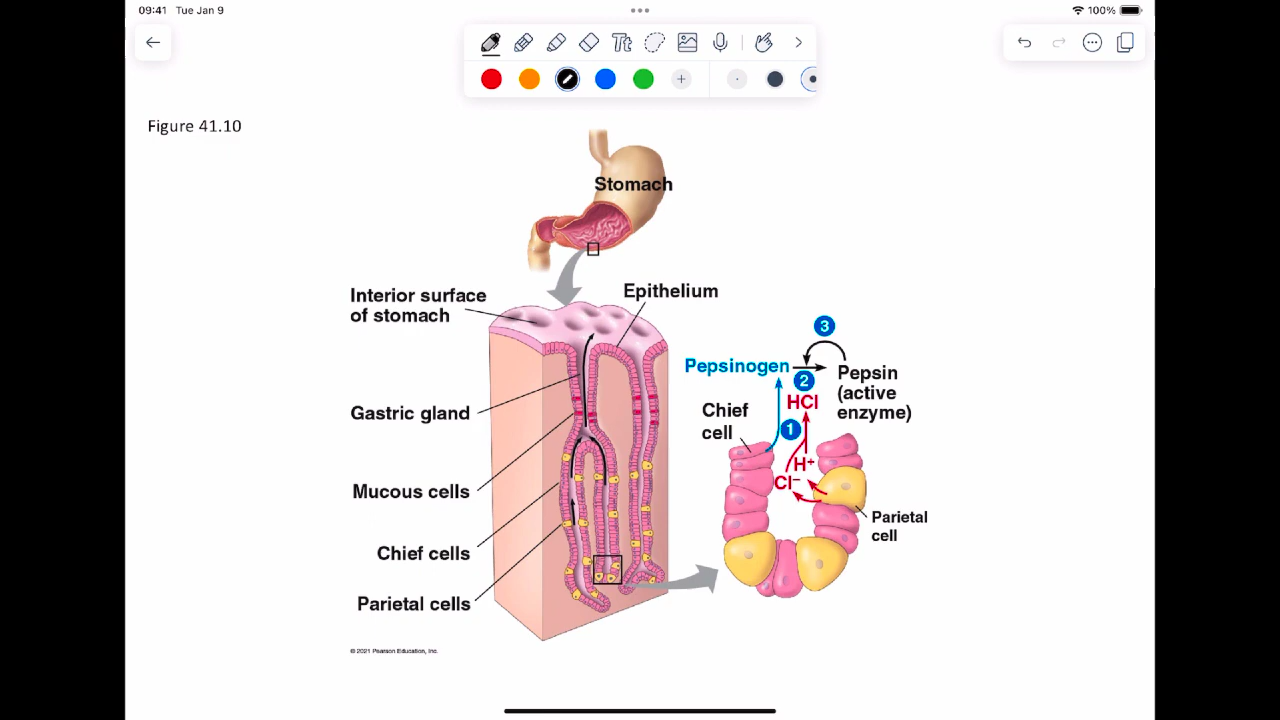 09:41 Tue Jan 9
100%
Tt
Figure 41.10
Stomach
Interior surface
of stomach
Epithelium
3
Pepsinogen
2
Pepsin
(active
enzyme)
HCl
Chief
cell
1
Gastric gland
H+
Cl−
Mucous cells
Parietal
cell
Chief cells
Parietal cells
© 2021 Pearson Education, Inc.